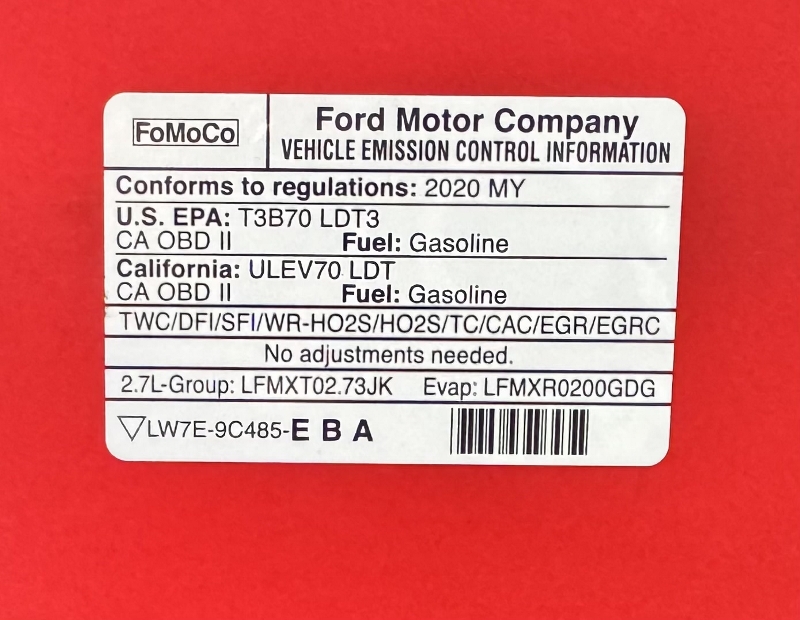 FoMoCo
Ford Motor Company
VEHICLE EMISSION CONTROL INFORMATION
Conforms to regulations: 2020 MY
U.S. EPA: T3B70 LDT3
CA OBD II Fuel: Gasoline
California: ULEV70 LDT
CA OBD II Fuel: Gasoline
TWC/DFI/SFI/WR-HO2S/HO2S/TC/CAC/EGR/EGRC
No adjustments needed.
2.7L-Group: LFMXT02.73JK Evap: LFMXR0200GDG
▽LW7E-9C485-E B A